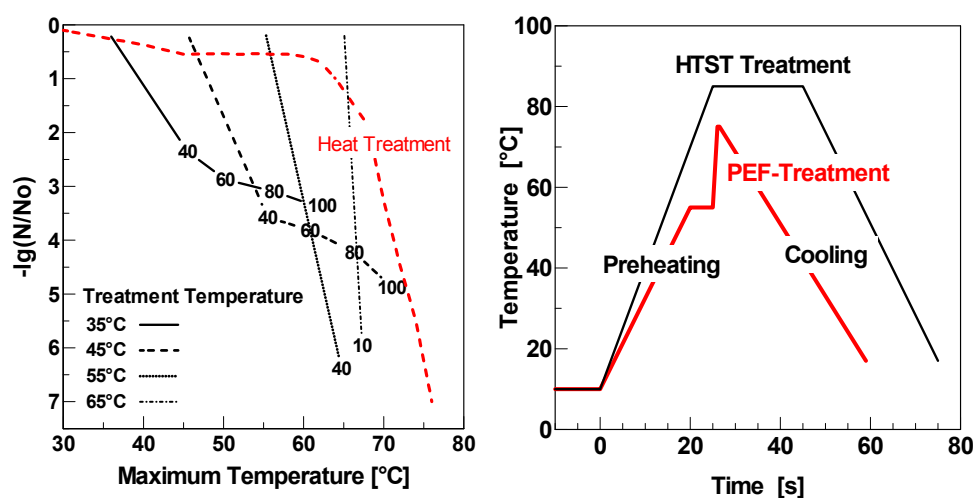 0
1
2
3
4
5
6
7
-lg(N/No)
30
40
50
60
70
80
Maximum Temperature [°C]
Heat Treatment
40
60
80
100
40
60
80
100
40
10
Treatment Temperature
35°C
45°C
55°C
65°C
100
80
60
40
20
0
Temperature [°C]
0
20
40
60
80
Time [s]
HTST Treatment
PEF-Treatment
Preheating
Cooling